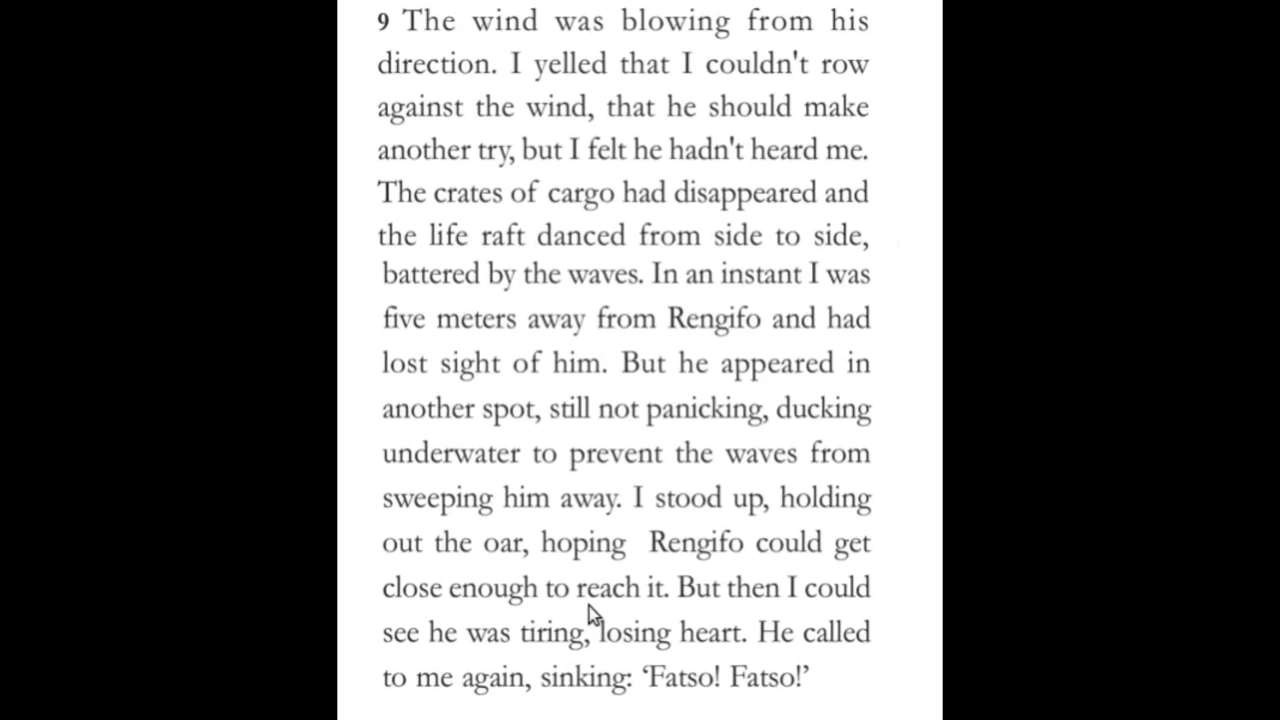 9 The wind was blowing from his
direction. I yelled that I couldn't row
against the wind, that he should make
another try, but I felt he hadn't heard me.
The crates of cargo had disappeared and
the life raft danced from side to side,
battered by the waves. In an instant I was
five meters away from Rengifo and had
lost sight of him. But he appeared in
another spot, still not panicking, ducking
underwater to prevent the waves from
sweeping him away. I stood up, holding
out the oar, hoping Rengifo could get
close enough to reach it. But then I could
see he was tiring, losing heart. He called
to me again, sinking: ‘Fatso! Fatso!’